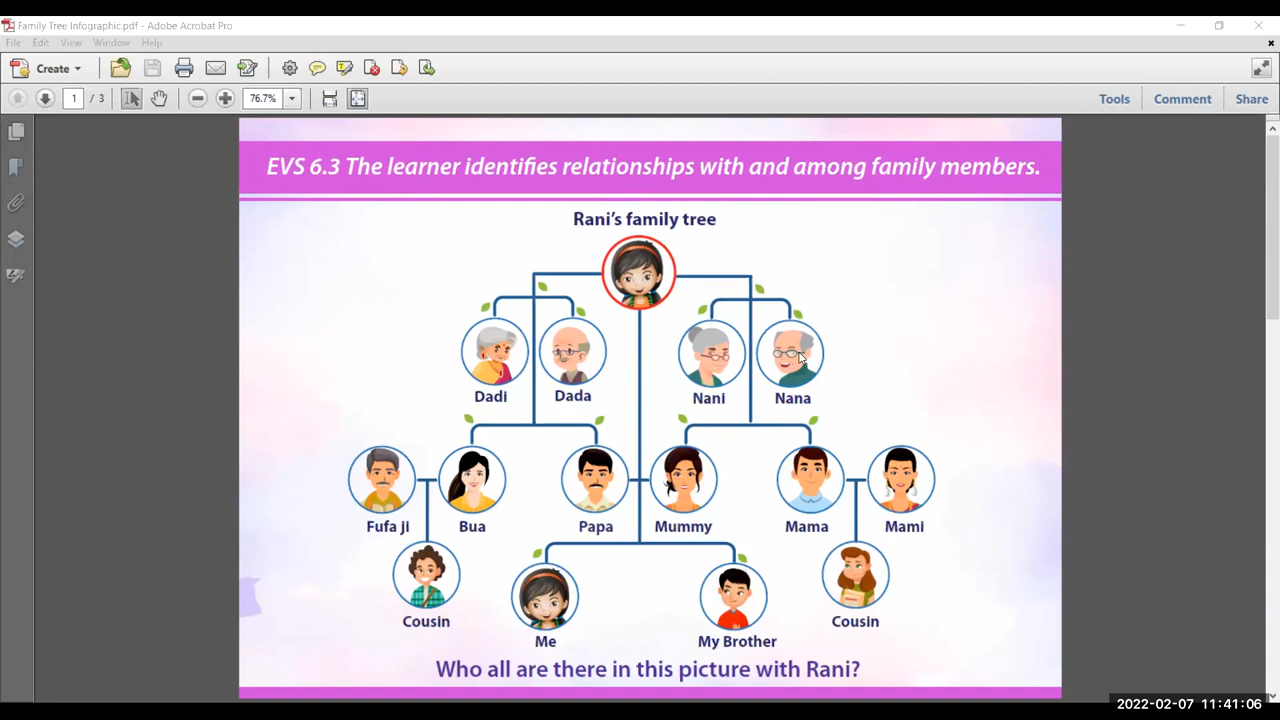 Family Tree Infographic.pdf - Adobe Acrobat Pro
File Edit View Window Help
Create
1 / 3 76.7% Tools Comment Share
EVS 6.3 The learner identifies relationships with and among family members.
Rani's family tree
Dadi Dada Nani Nana
Fufa ji Bua Papa Mummy Mama Mami
Cousin Me My Brother Cousin
Who all are there in this picture with Rani?
2022-02-07 11:41:06